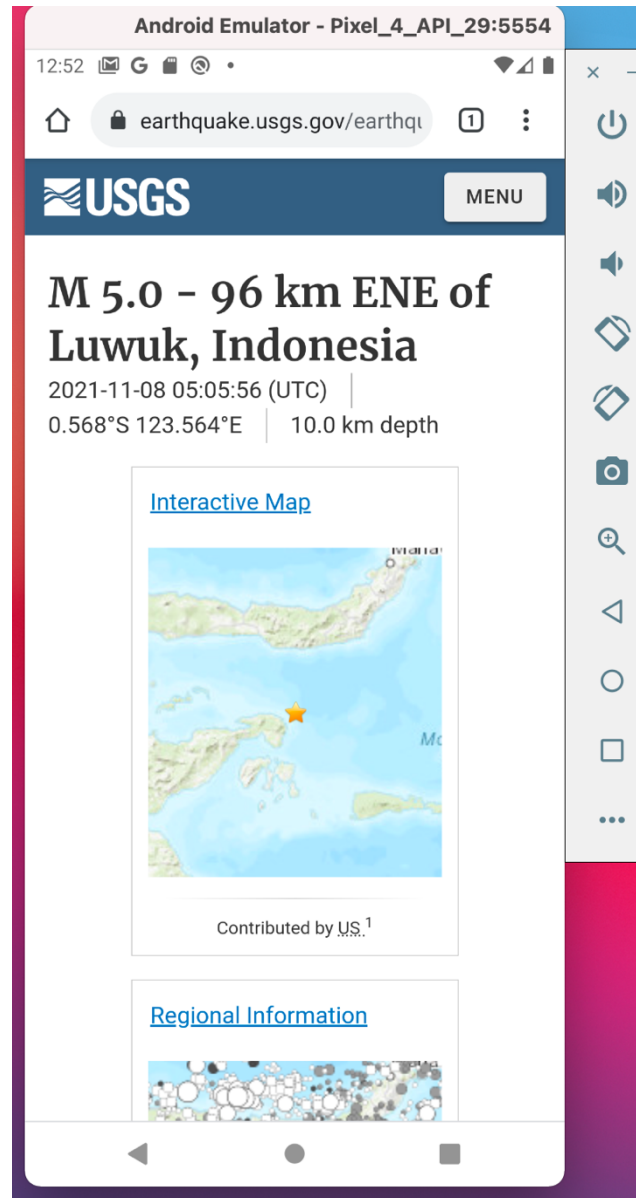 Android Emulator - Pixel_4_API_29:5554
12:52
earthquake.usgs.gov/earthqu
1
USGS
MENU
M 5.0 - 96 km ENE of
Luwuk, Indonesia
2021-11-08 05:05:56 (UTC)
0.568°S 123.564°E 10.0 km depth
Interactive Map
Contributed by US.1
Regional Information